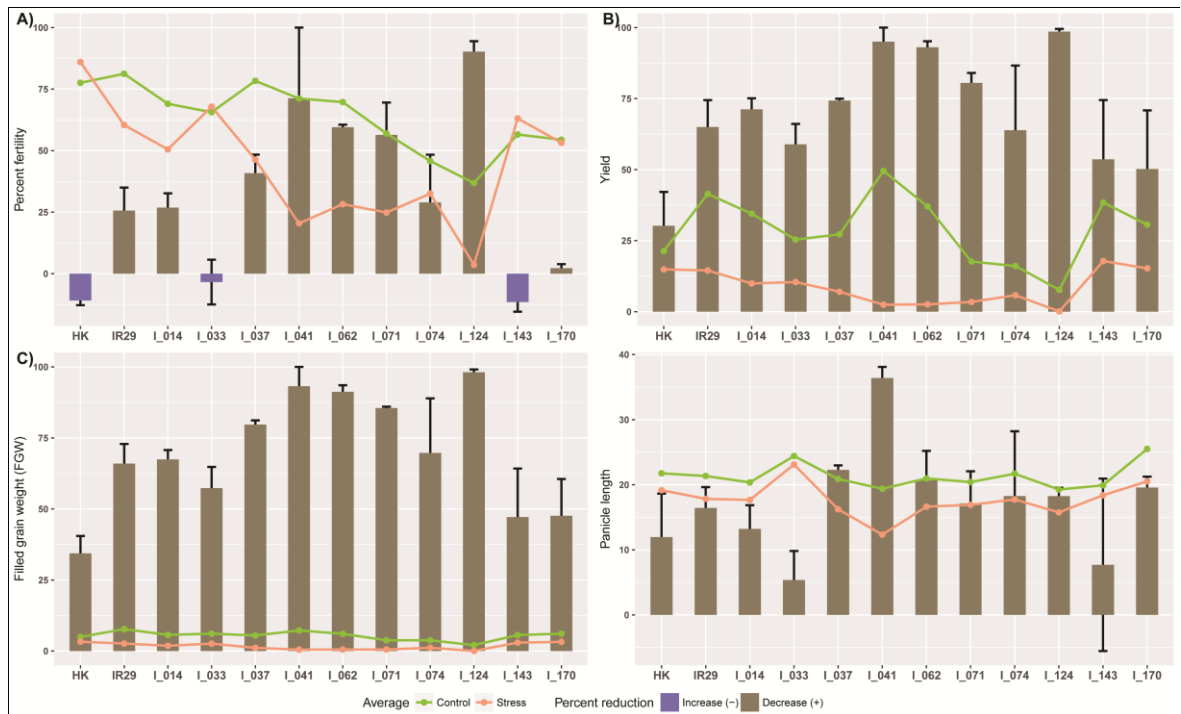 A)
Percent fertility
100
75
50
25
0
HK IR29 I_014 I_033 I_037 I_041 I_062 I_071 I_074 I_124 I_143 I_170
B)
Yield
100
75
50
25
0
HK IR29 I_014 I_033 I_037 I_041 I_062 I_071 I_074 I_124 I_143 I_170
C)
Filled grain weight (FGW)
100
75
50
25
0
HK IR29 I_014 I_033 I_037 I_041 I_062 I_071 I_074 I_124 I_143 I_170
Panicle length
40
30
20
10
0
HK IR29 I_014 I_033 I_037 I_041 I_062 I_071 I_074 I_124 I_143 I_170
Average Control Stress Percent reduction Increase (−) Decrease (+)